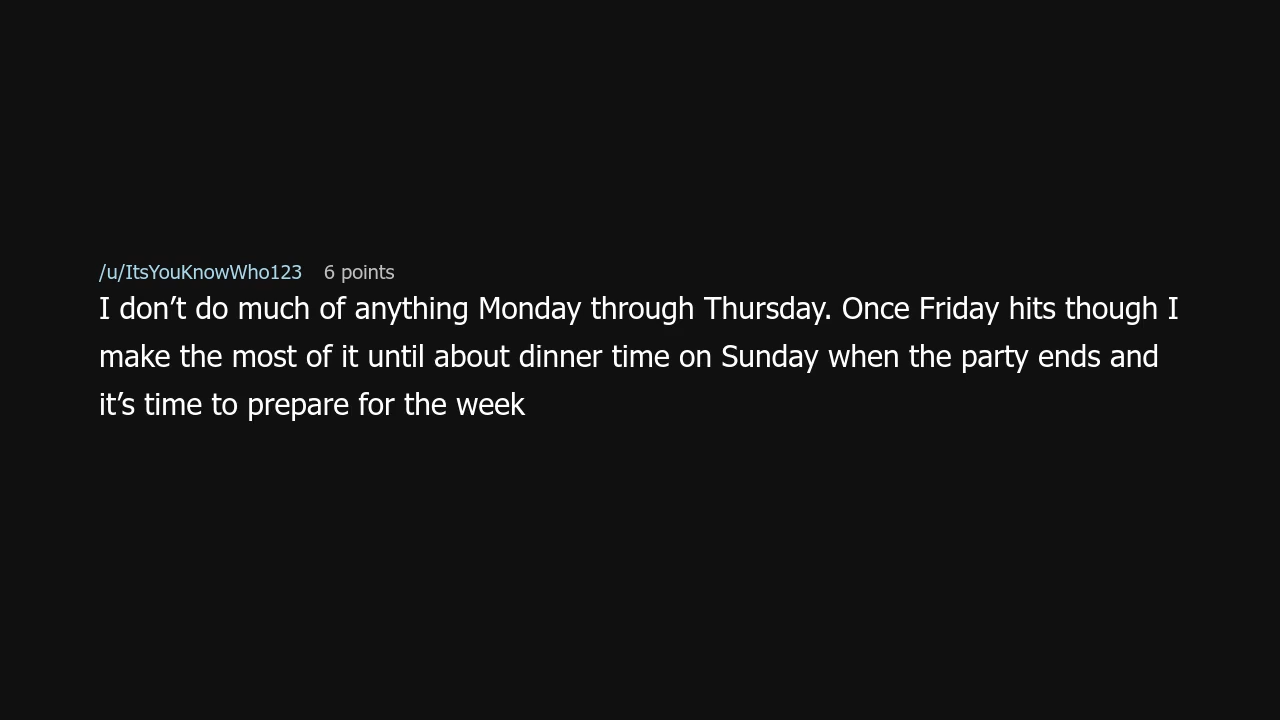 /u/ItsYouKnowWho123 6 points
I don’t do much of anything Monday through Thursday. Once Friday hits though I
make the most of it until about dinner time on Sunday when the party ends and
it’s time to prepare for the week